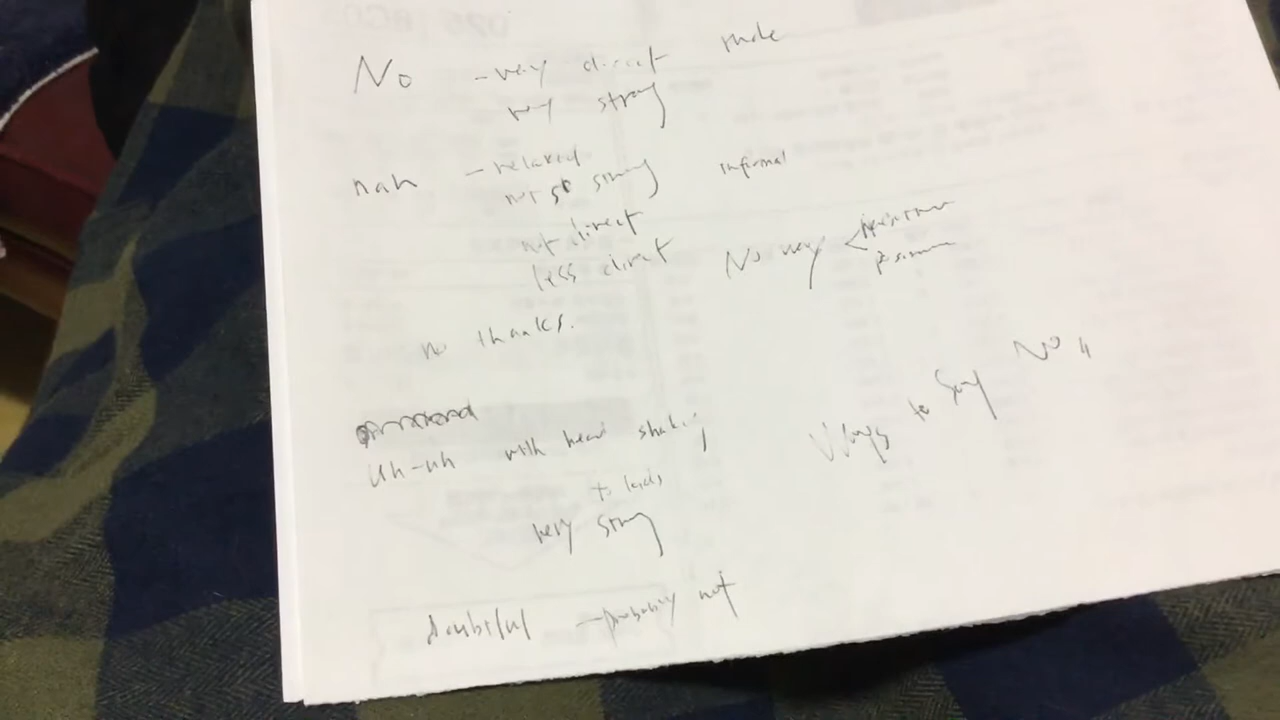 No - very direct rude
very strong
nah - relaxed
not so strong informal
not direct
less direct
No way <
no thanks.
uh-uh with head shaking
to kids
very strong
Ways to Say No "
doubtful - probably not